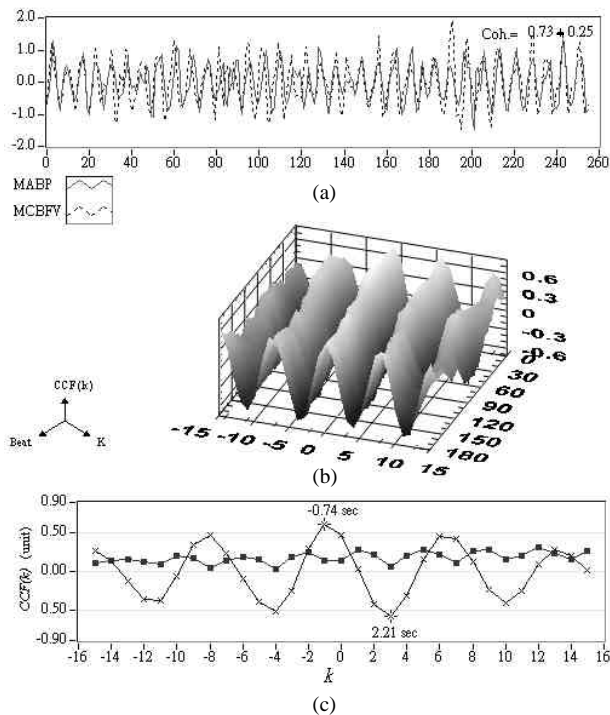 2.0
1.0
0.0
-1.0
-2.0
Coh.= 0.73 + 0.25
0 20 40 60 80 100 120 140 160 180 200 220 240 260
(a)
MABP
MCBFV
0.6
0.3
0
-0.3
-0.6
0
30
60
90
120
150
180
-15 -10 -5 0 5 10 15
CCF(k)
Beat
K
(b)
0.90
0.50
0.00
0.50
-0.90
CCF(k) (unit)
-0.74 sec
2.21 sec
-16 -14 -12 -10 -8 -6 -4 -2 0 2 4 6 8 10 12 14 16
k
(c)